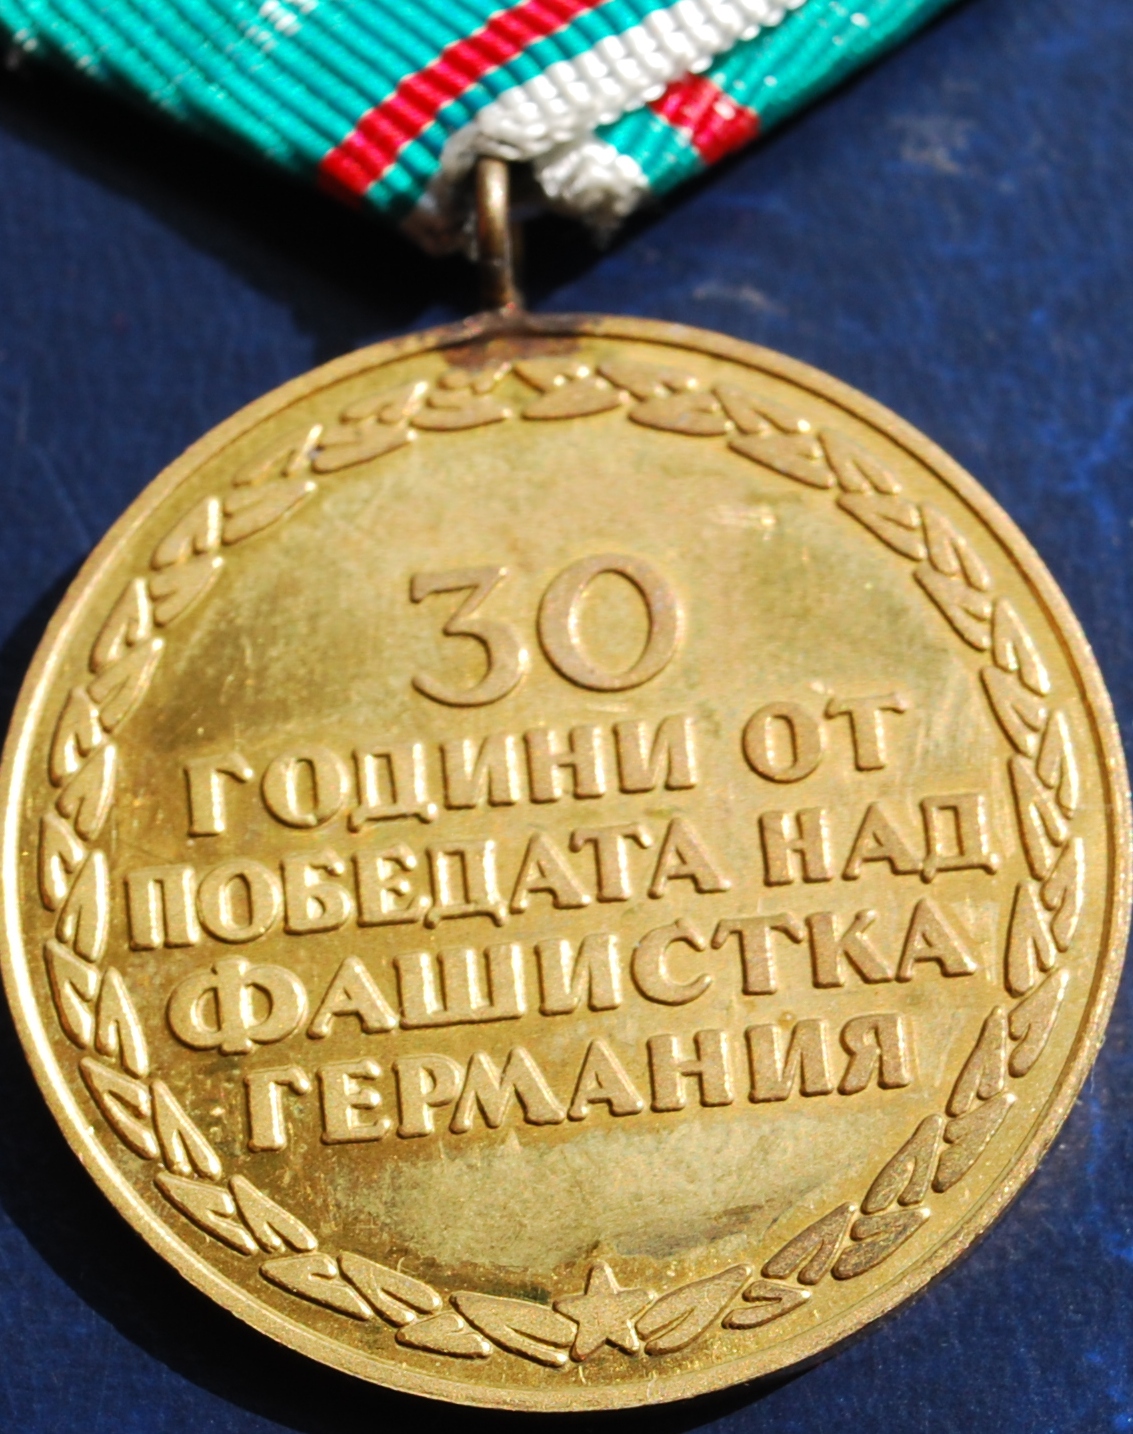 30
ГОДИНИ ОТ
ПОБЕДАТА НАД
ФАШИСТКА
ГЕРМАНИЯ